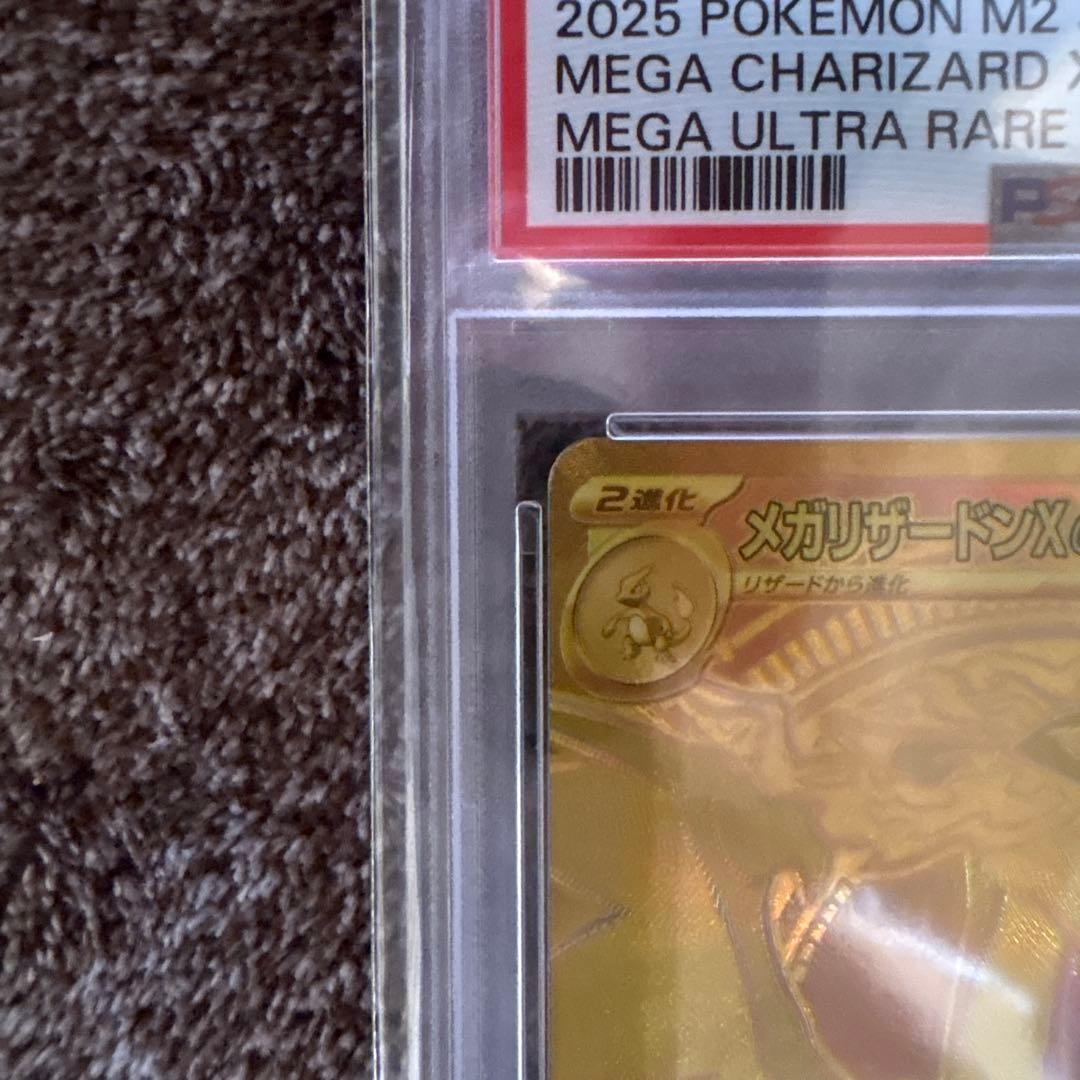 2025 POKEMON M2
MEGA CHARIZARD X
MEGA ULTRA RARE
PS
2進化
メガリザードンX
リザードから進化